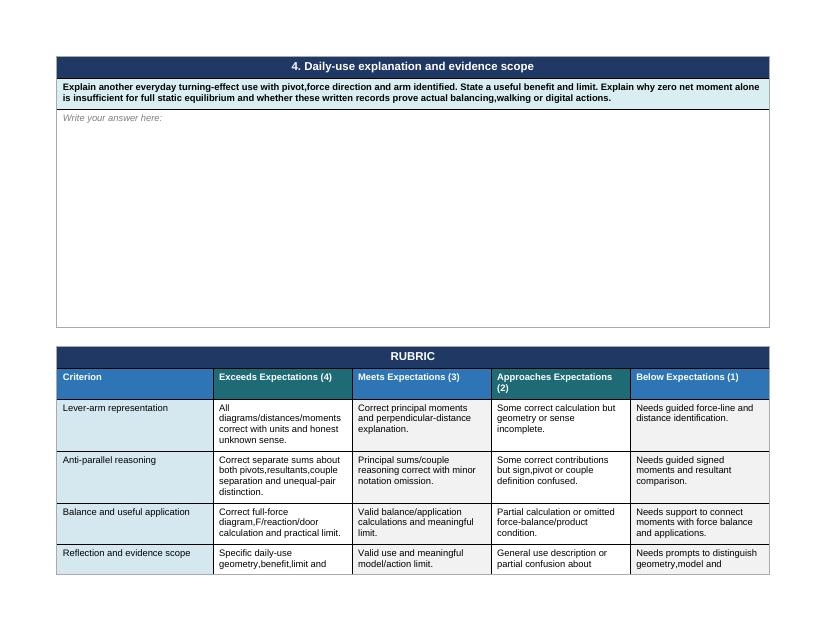 4. Daily-use explanation and evidence scope
Explain another everyday turning-effect use with pivot,force direction and arm identified. State a useful benefit and limit. Explain why zero net moment alone
is insufficient for full static equilibrium and whether these written records prove actual balancing,walking or digital actions.
Write your answer here:
RUBRIC
Criterion
Exceeds Expectations (4)
Meets Expectations (3)
Approaches Expectations
(2)
Below Expectations (1)
Lever-arm representation
All
diagrams/distances/moments
correct with units and honest
unknown sense.
Correct principal moments
and perpendicular-distance
explanation.
Some correct calculation but
geometry or sense
incomplete.
Needs guided force-line and
distance identification.
Anti-parallel reasoning
Correct separate sums about
both pivots,resultants,couple
separation and unequal-pair
distinction.
Principal sums/couple
reasoning correct with minor
notation omission.
Some correct contributions
but sign,pivot or couple
definition confused.
Needs guided signed
moments and resultant
comparison.
Balance and useful application
Correct full-force
diagram,F/reaction/door
calculation and practical limit.
Valid balance/application
calculations and meaningful
limit.
Partial calculation or omitted
force-balance/product
condition.
Needs support to connect
moments with force balance
and applications.
Reflection and evidence scope
Specific daily-use
geometry,benefit,limit and
Valid use and meaningful
model/action limit.
General use description or
partial confusion about
Needs prompts to distinguish
geometry,model and